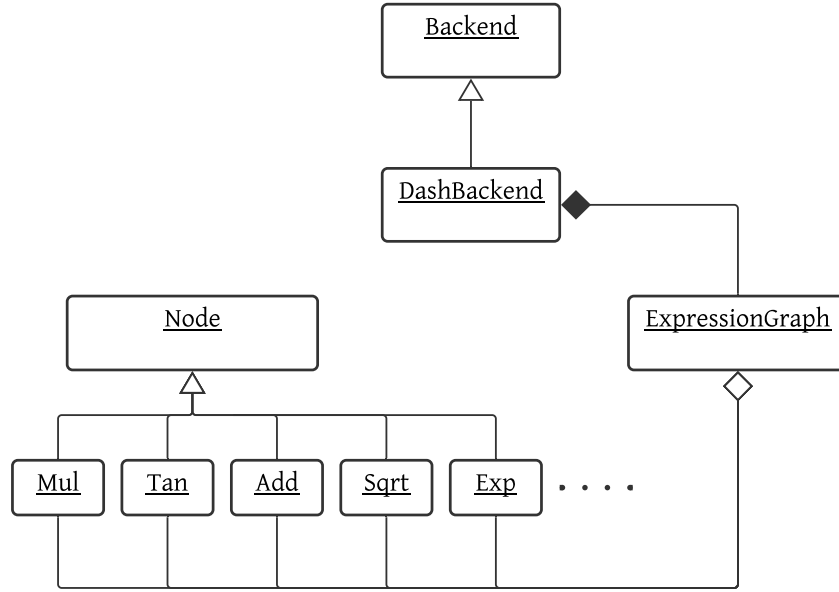 Backend
DashBackend
Node
ExpressionGraph
Mul
Tan
Add
Sqrt
Exp
. . . .